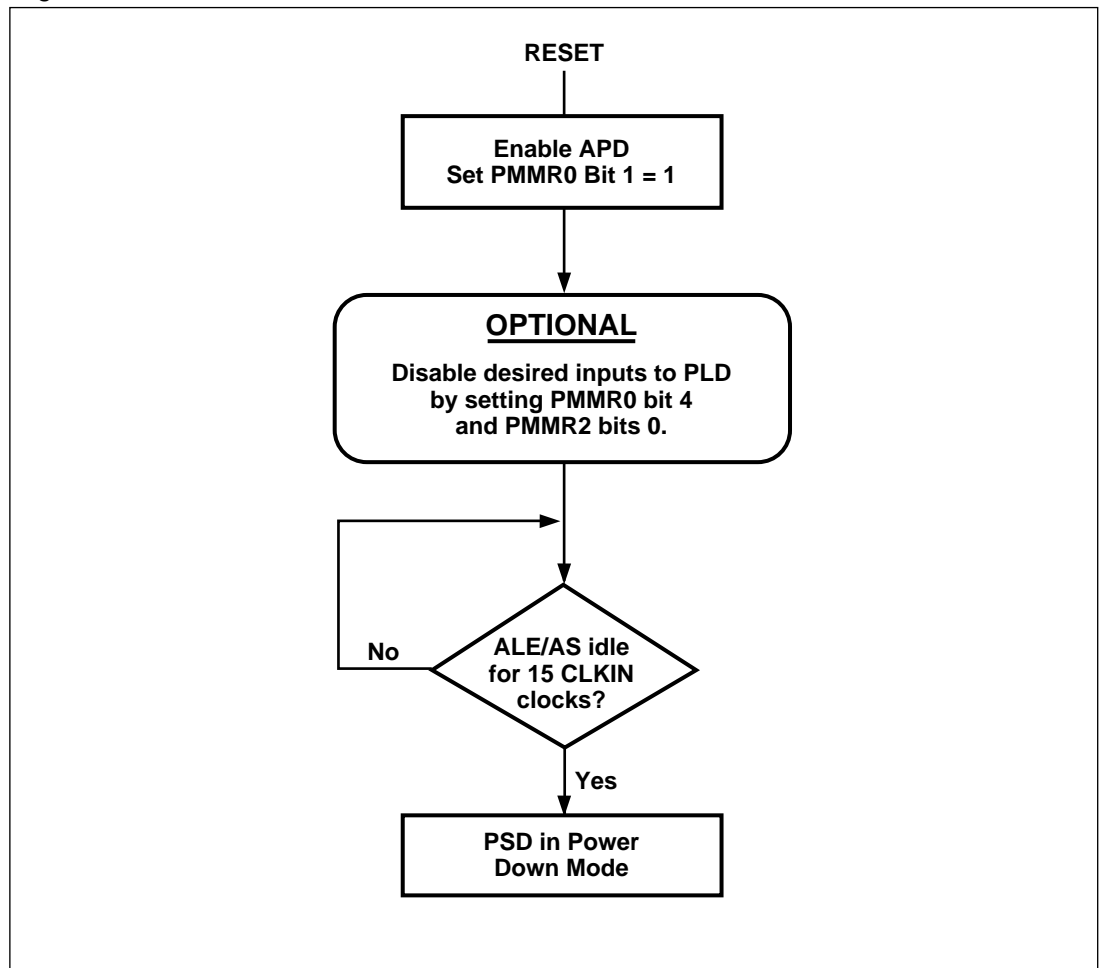 RESET
Enable APD
Set PMMR0 Bit 1 = 1
OPTIONAL
Disable desired inputs to PLD
by setting PMMR0 bit 4
and PMMR2 bits 0.
No
ALE/AS idle
for 15 CLKIN
clocks?
Yes
PSD in Power
Down Mode